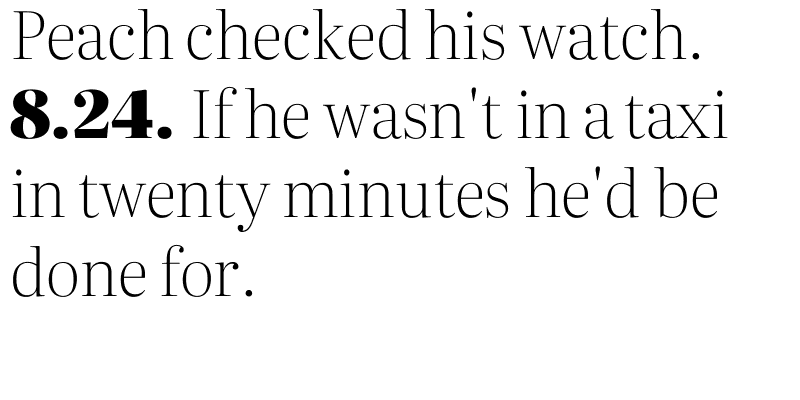 Peach checked his watch.
8.24. If he wasn't in a taxi
in twenty minutes he'd be
done for.